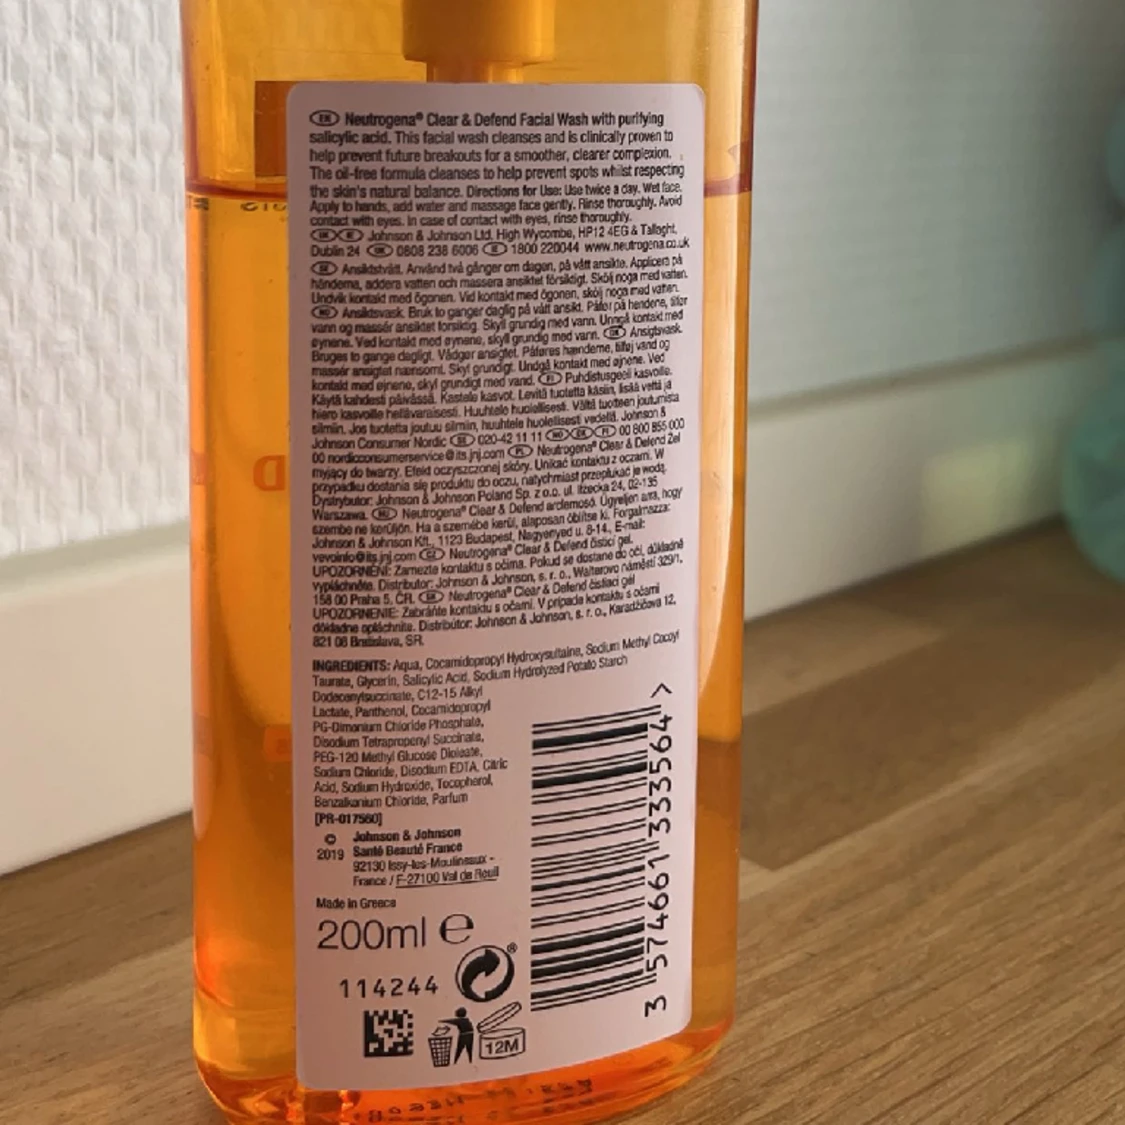 EN Neutrogena® Clear & Defend Facial Wash with purifying
salicylic acid. This facial wash cleanses and is clinically proven to
help prevent future breakouts for a smoother, clearer complexion.
The oil-free formula cleanses to help prevent spots whilst respecting
the skin's natural balance. Directions for Use: Use twice a day. Wet face.
Apply to hands, add water and massage face gently. Rinse thoroughly. Avoid
contact with eyes. In case of contact with eyes, rinse thoroughly.
Johnson & Johnson Ltd. High Wycombe, HP12 4EG & Tallaght,
Dublin 24 0808 238 6006 1800 220044 www.neutrogena.co.uk
Ansiktstvätt. Använd två gånger om dagen, på vått ansikte. Applicera på
händerna, addera vatten och massera ansiktet försiktigt. Skölj noga med vatten.
Undvik kontakt med ögonen. Vid kontakt med ögonen, skölj noga med vatten.
Ansiktsvask. Bruk to ganger daglig på vått ansikt. Påfør på hendene, tilfør
vann og massér ansiktet forsiktig. Skyll grundig med vann. Unngå kontakt med
øynene. Ved kontakt med øynene, skyll grundig med vann. Ansigtsvask.
Bruges to gange dagligt. Vådgør ansigtet. Påføres hænderne, tilføj vand og
massér ansigtet nænsomt. Skyl grundigt. Undgå kontakt med øjnene. Ved
kontakt med øjnene, skyl grundigt med vand. FI Puhdistusgeeli kasvoille.
Käytä kahdesti päivässä. Kastele kasvot. Levitä tuotetta käsiin, lisää vettä ja
hiero kasvoille hellävaraisesti. Huuhtele huolellisesti. Vältä tuotteen joutumista
silmiin. Jos tuotetta joutuu silmiin, huuhtele huolellisesti vedellä. Johnson &
Johnson Consumer Nordic SE 020-42 11 11 NO DK FI 00 800 855 000
00 nordicconsumerservice@its.jnj.com PL Neutrogena® Clear & Defend Żel
myjący do twarzy. Efekt oczyszczonej skóry. Unikać kontaktu z oczami. W
przypadku dostania się produktu do oczu, natychmiast przepłukać je wodą.
Dystrybutor: Johnson & Johnson Poland Sp. z o.o. ul. Iłżecka 24, 02-135
Warszawa. HU Neutrogena® Clear & Defend arclemosó. Ügyeljen arra, hogy
szembe ne kerüljön. Ha a szemébe kerül, alaposan öblítse ki. Forgalmazza:
Johnson & Johnson Kft., 1123 Budapest, Nagyenyed u. 8-14., E-mail:
vevoinfo@its.jnj.com CZ Neutrogena® Clear & Defend čisticí gel.
UPOZORNĚNÍ: Zamezte kontaktu s očima. Pokud se dostane do očí, důkladně
vypláchněte. Distributor: Johnson & Johnson, s. r. o., Walterovo náměstí 329/1,
158 00 Praha 5, ČR. SK Neutrogena® Clear & Defend čistiaci gél
UPOZORNENIE: Zabráňte kontaktu s očami. V prípade kontaktu s očami
dôkladne opláchnite. Distribútor: Johnson & Johnson, s. r. o., Karadžičova 12,
821 08 Bratislava, SR.
INGREDIENTS: Aqua, Cocamidopropyl Hydroxysultaine, Sodium Methyl Cocoyl
Taurate, Glycerin, Salicylic Acid, Sodium Hydrolyzed Potato Starch
Dodecenylsuccinate, C12-15 Alkyl
Lactate, Panthenol, Cocamidopropyl
PG-Dimonium Chloride Phosphate,
Disodium Tetrapropenyl Succinate,
PEG-120 Methyl Glucose Dioleate,
Sodium Chloride, Disodium EDTA, Citric
Acid, Sodium Hydroxide, Tocopherol,
Benzalkonium Chloride, Parfum
[PR-017560]
© Johnson & Johnson
2019 Santé Beauté France
92130 Issy-les-Moulineaux -
France / F-27100 Val de Reuil
Made in Greece
200ml e
114244
12M
3 574661 333564 >